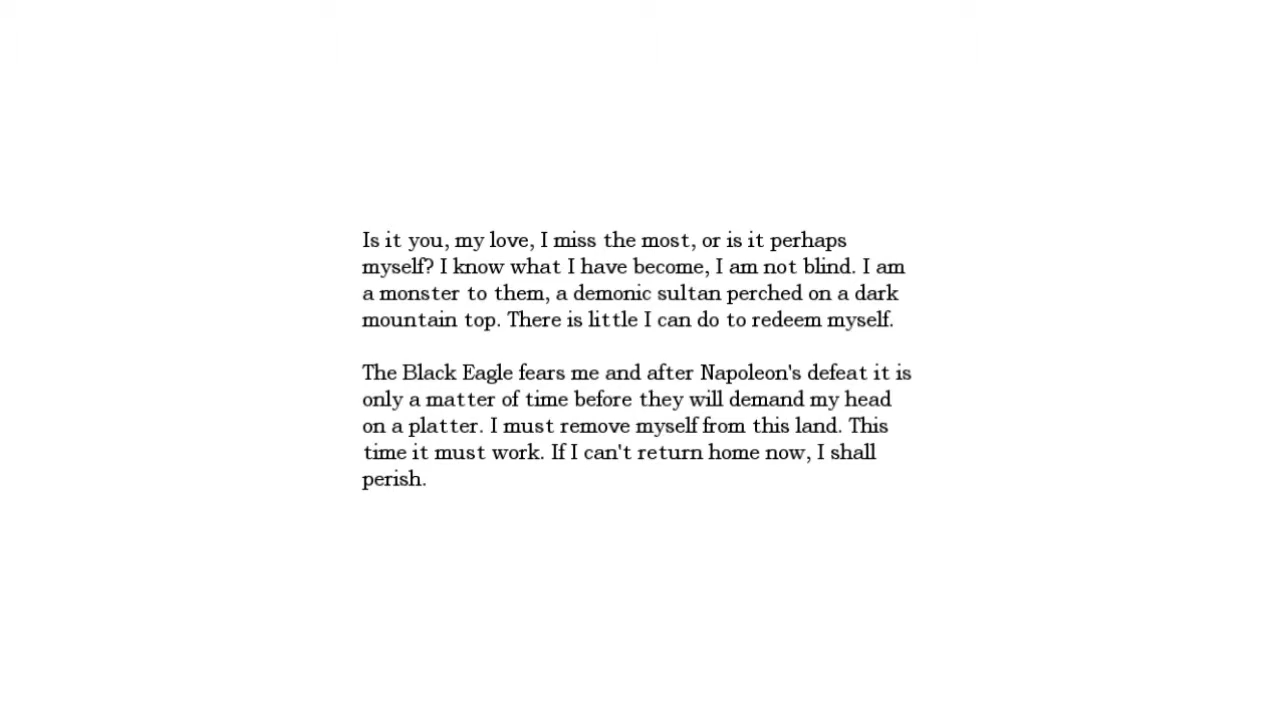 Is it you, my love, I miss the most, or is it perhaps
myself? I know what I have become, I am not blind. I am
a monster to them, a demonic sultan perched on a dark
mountain top. There is little I can do to redeem myself.
The Black Eagle fears me and after Napoleon's defeat it is
only a matter of time before they will demand my head
on a platter. I must remove myself from this land. This
time it must work. If I can't return home now, I shall
perish.